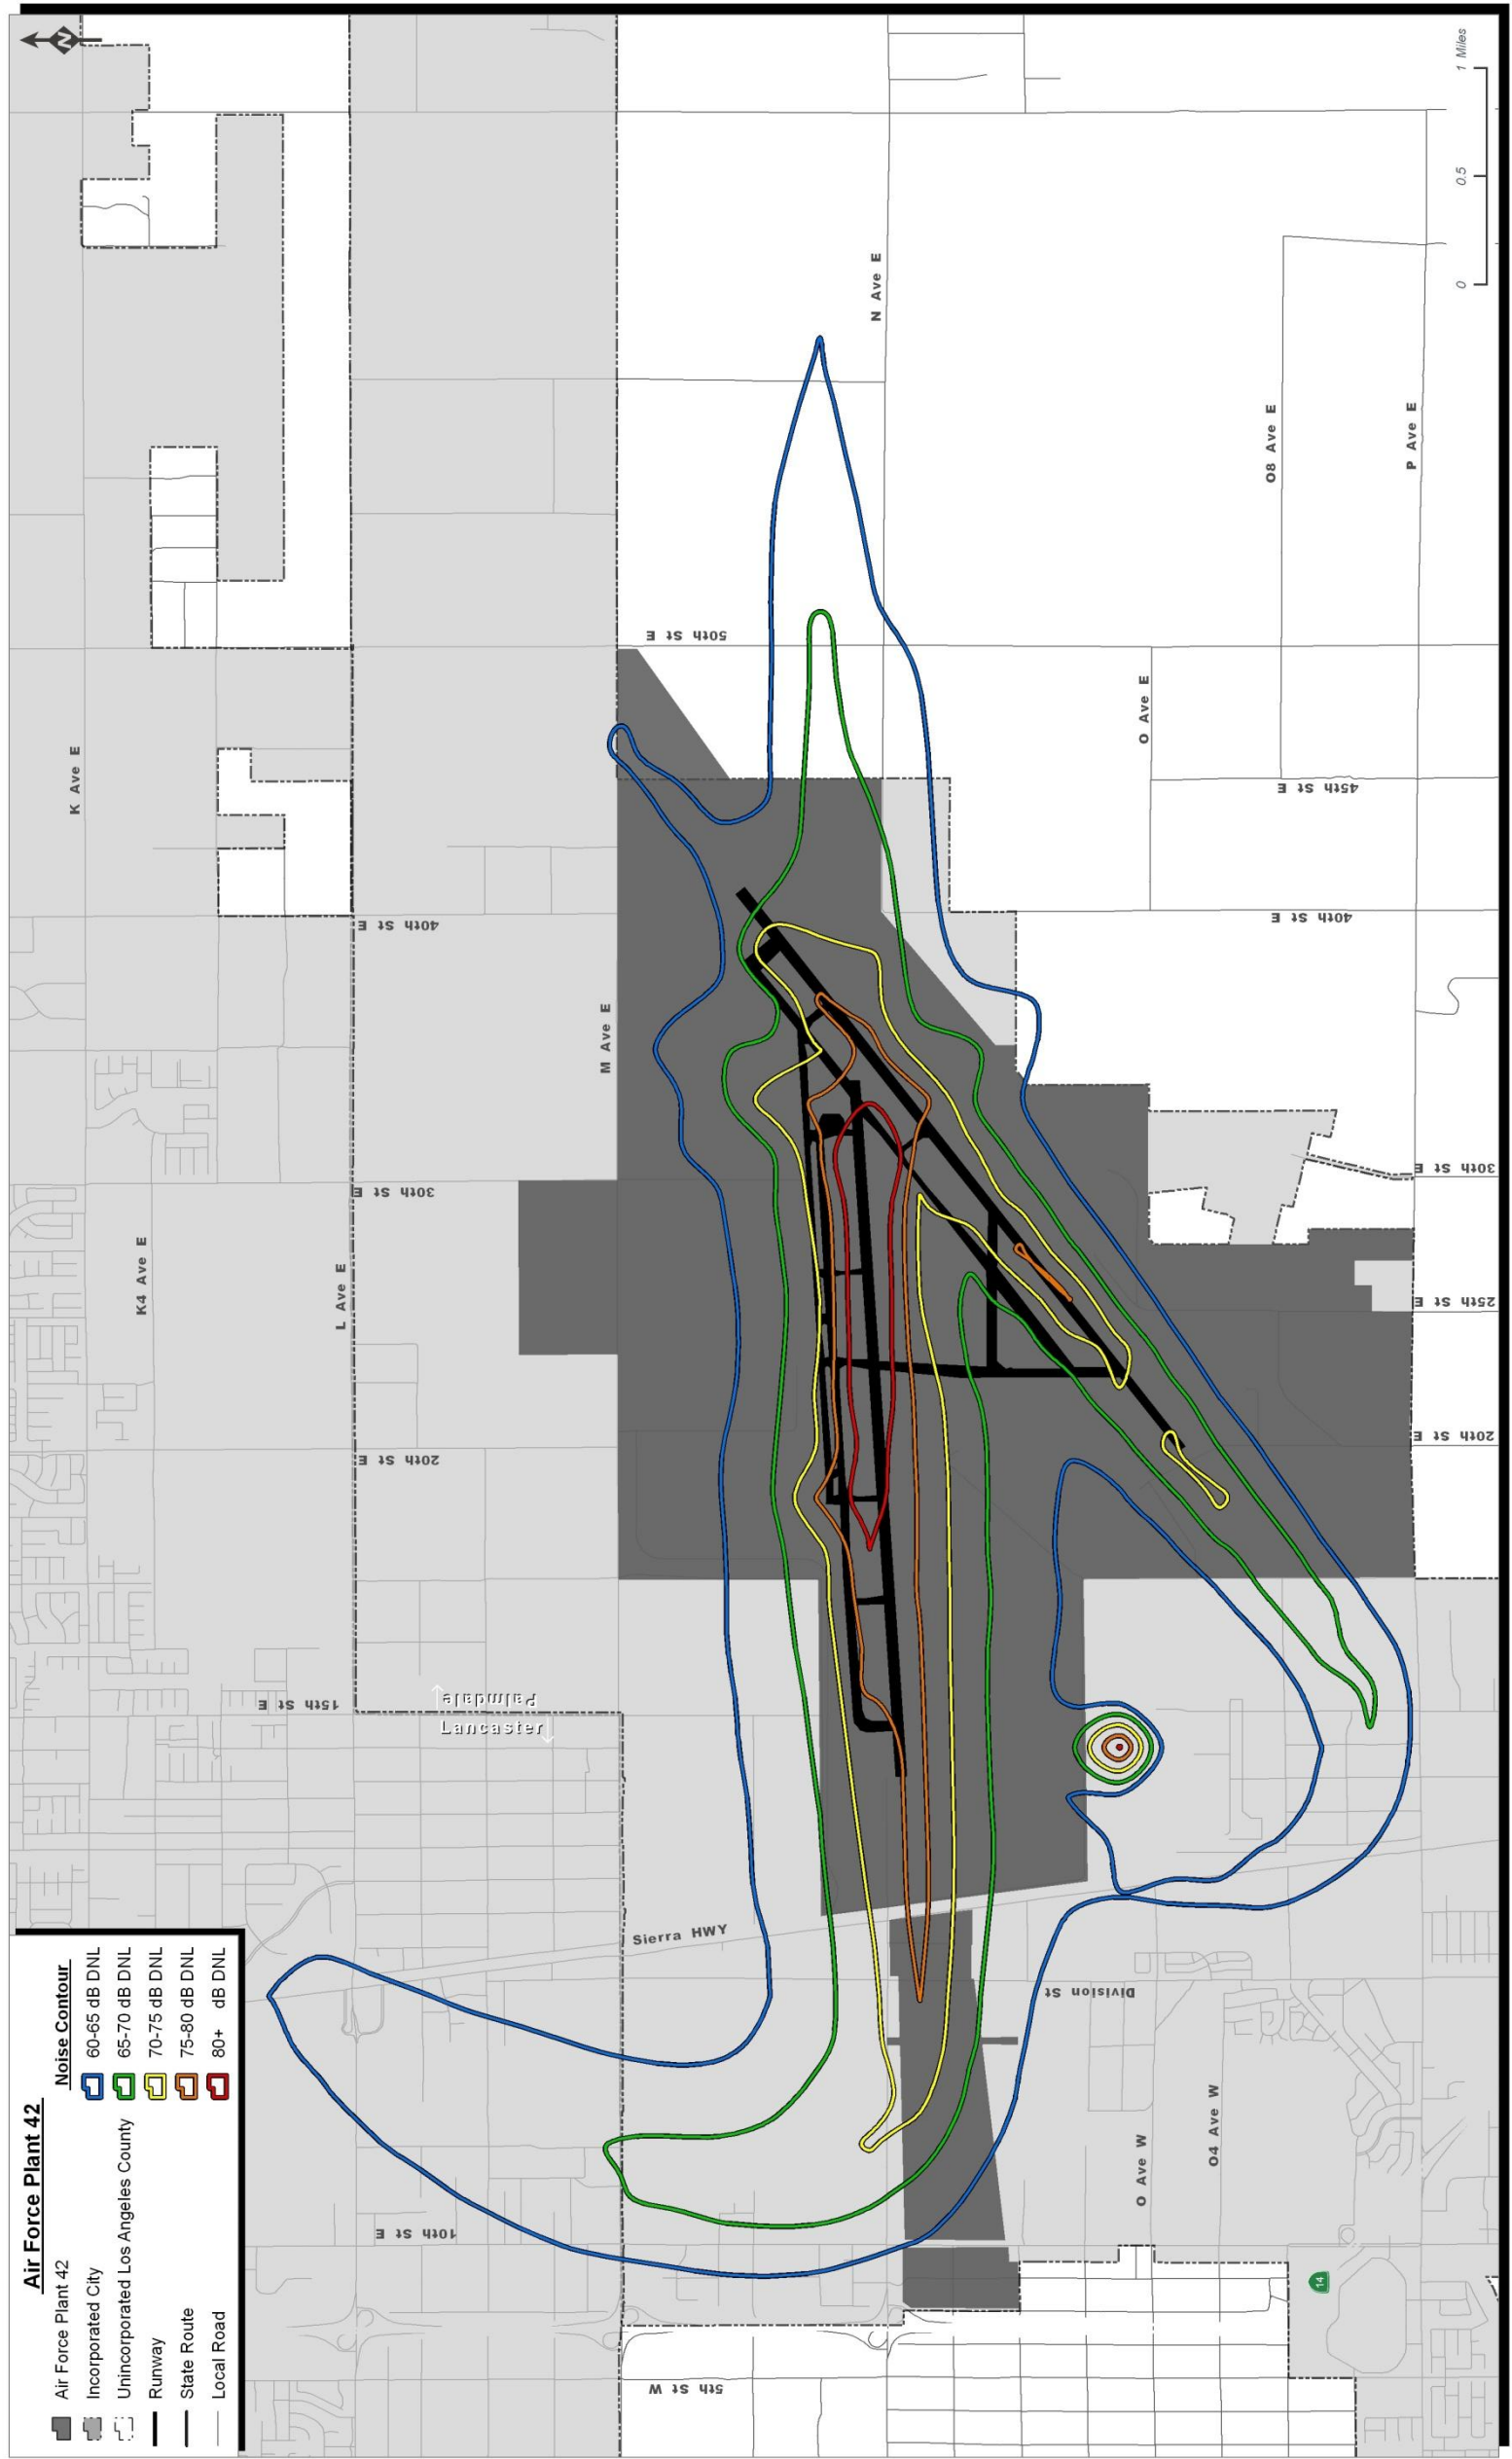 Air Force Plant 42
Air Force Plant 42
Incorporated City
Unincorporated Los Angeles County
Runway
State Route
Local Road
Noise Contour
60-65 dB DNL
65-70 dB DNL
70-75 dB DNL
75-80 dB DNL
80+ dB DNL
N
K Ave E
K4 Ave E
L Ave E
M Ave E
N Ave E
O Ave E
O8 Ave E
P Ave E
O Ave W
O4 Ave W
5th St W
10th St E
Division St
Sierra HWY
15th St E
20th St E
20th St E
25th St E
30th St E
30th St E
40th St E
40th St E
45th St E
50th St E
Palmdale
Lancaster
14
0 0.5 1 Miles